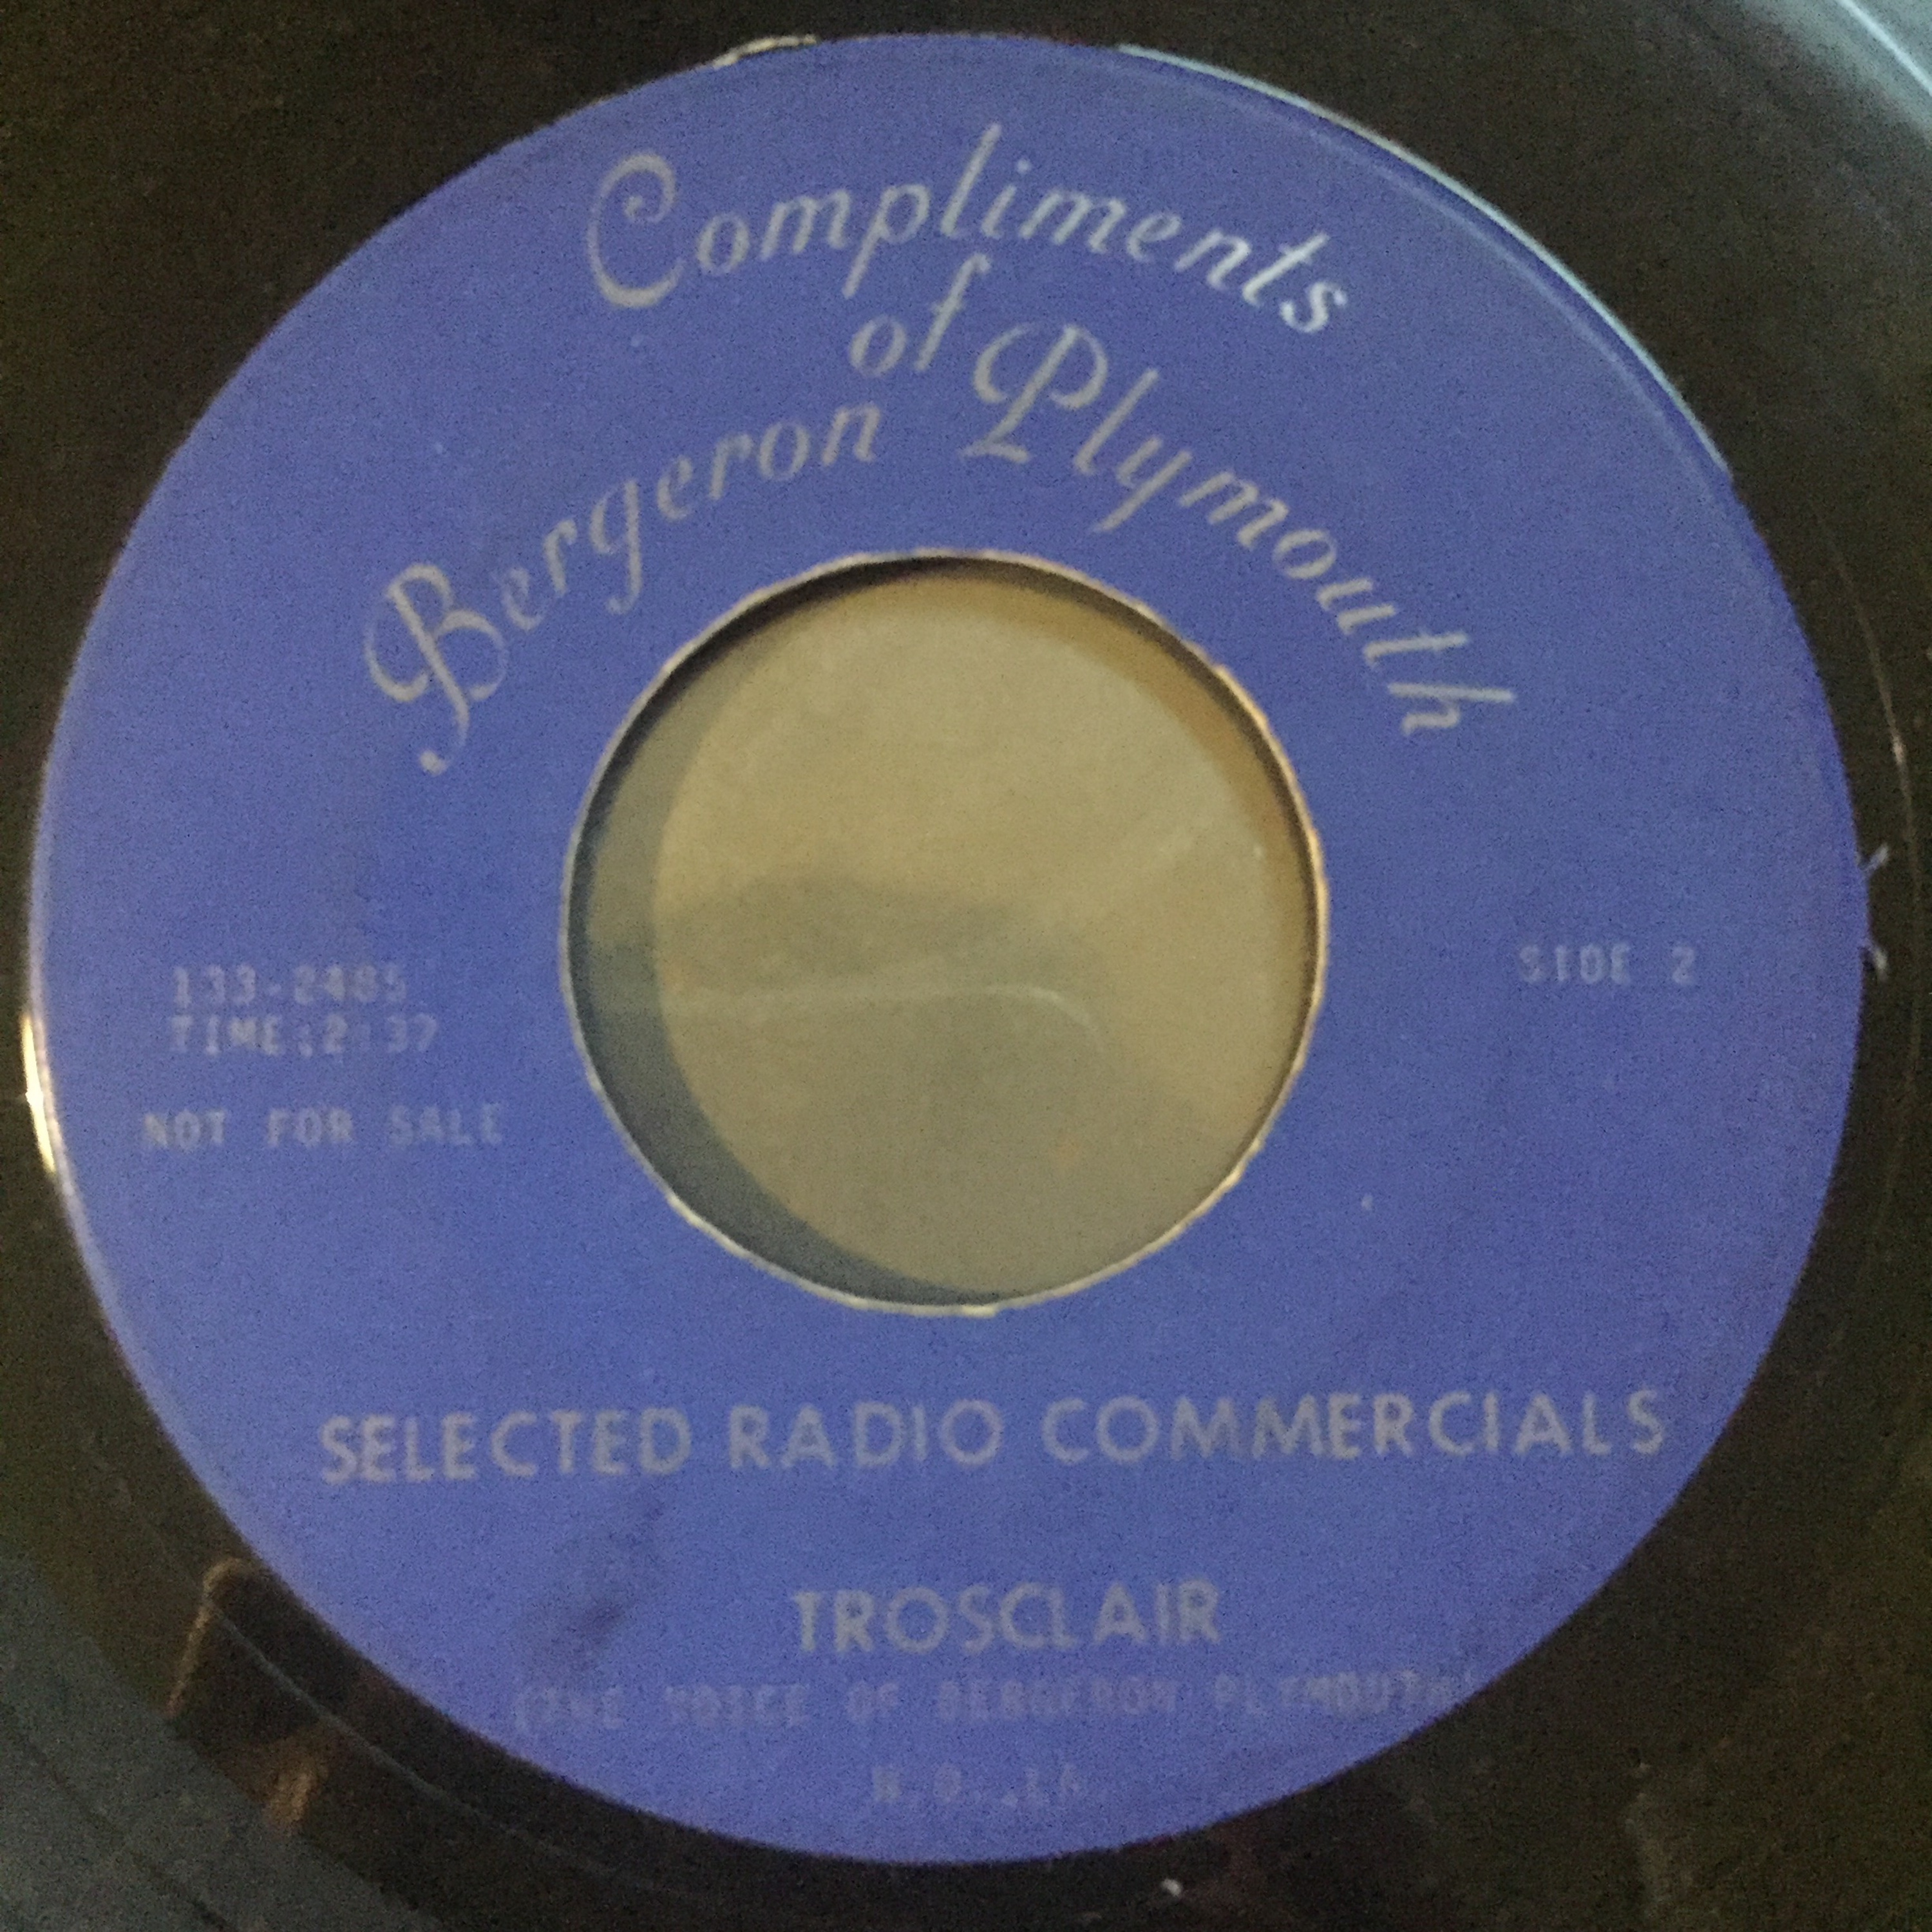 Compliments
of
Bergeron Plymouth
133-2485
TIME:2:37
NOT FOR SALE
SIDE 2
SELECTED RADIO COMMERCIALS
TROSCLAIR
(THE VOICE OF BERGERON PLYMOUTH)
N.O.,LA.